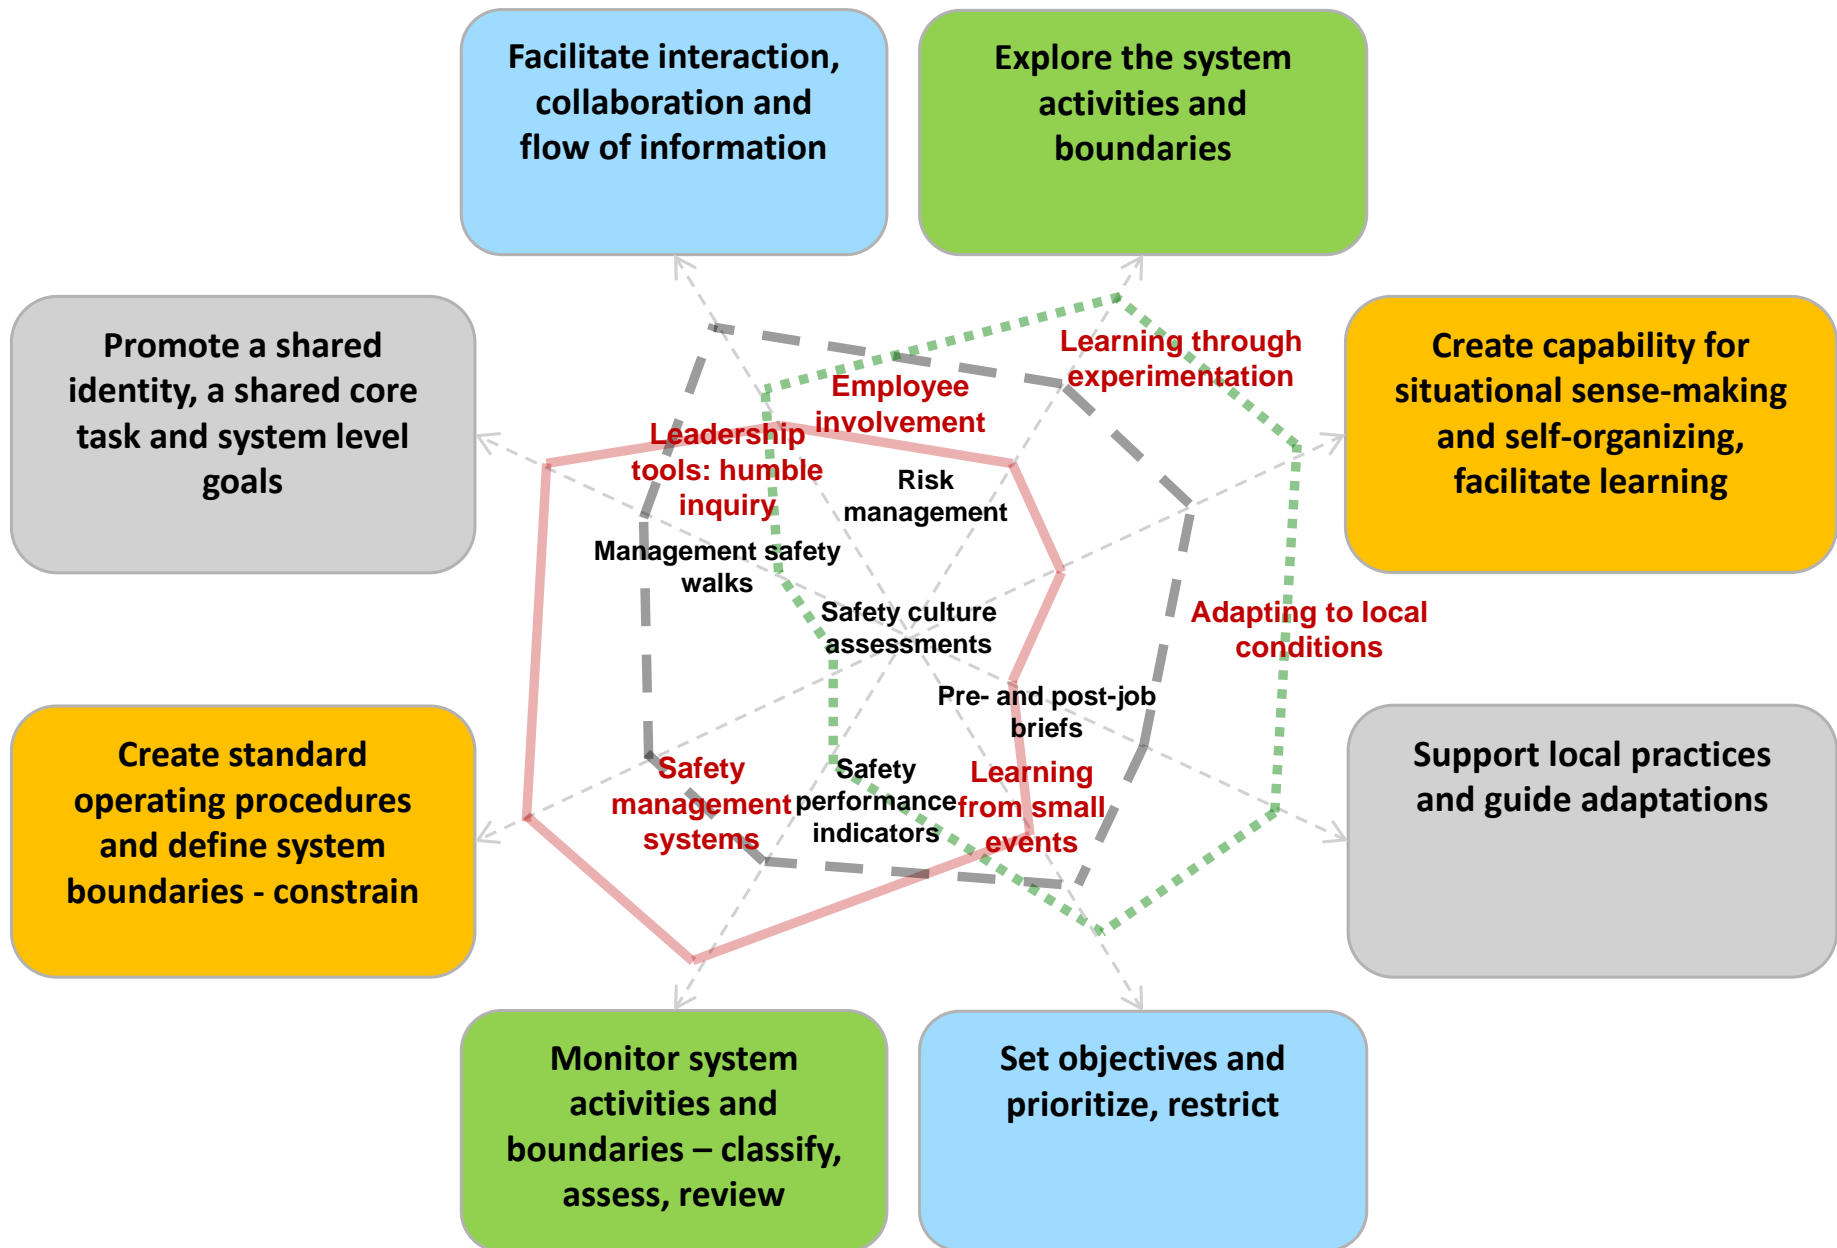 Facilitate interaction,
collaboration and
flow of information
Explore the system
activities and
boundaries
Promote a shared
identity, a shared core
task and system level
goals
Create capability for
situational sense-making
and self-organizing,
facilitate learning
Learning through
experimentation
Employee
involvement
Leadership
tools: humble
inquiry
Risk
management
Management safety
walks
Safety culture
assessments
Adapting to local
conditions
Pre- and post-job
briefs
Create standard
operating procedures
and define system
boundaries - constrain
Safety
management
systems
Safety
performance
indicators
Learning
from small
events
Support local practices
and guide adaptations
Monitor system
activities and
boundaries – classify,
assess, review
Set objectives and
prioritize, restrict